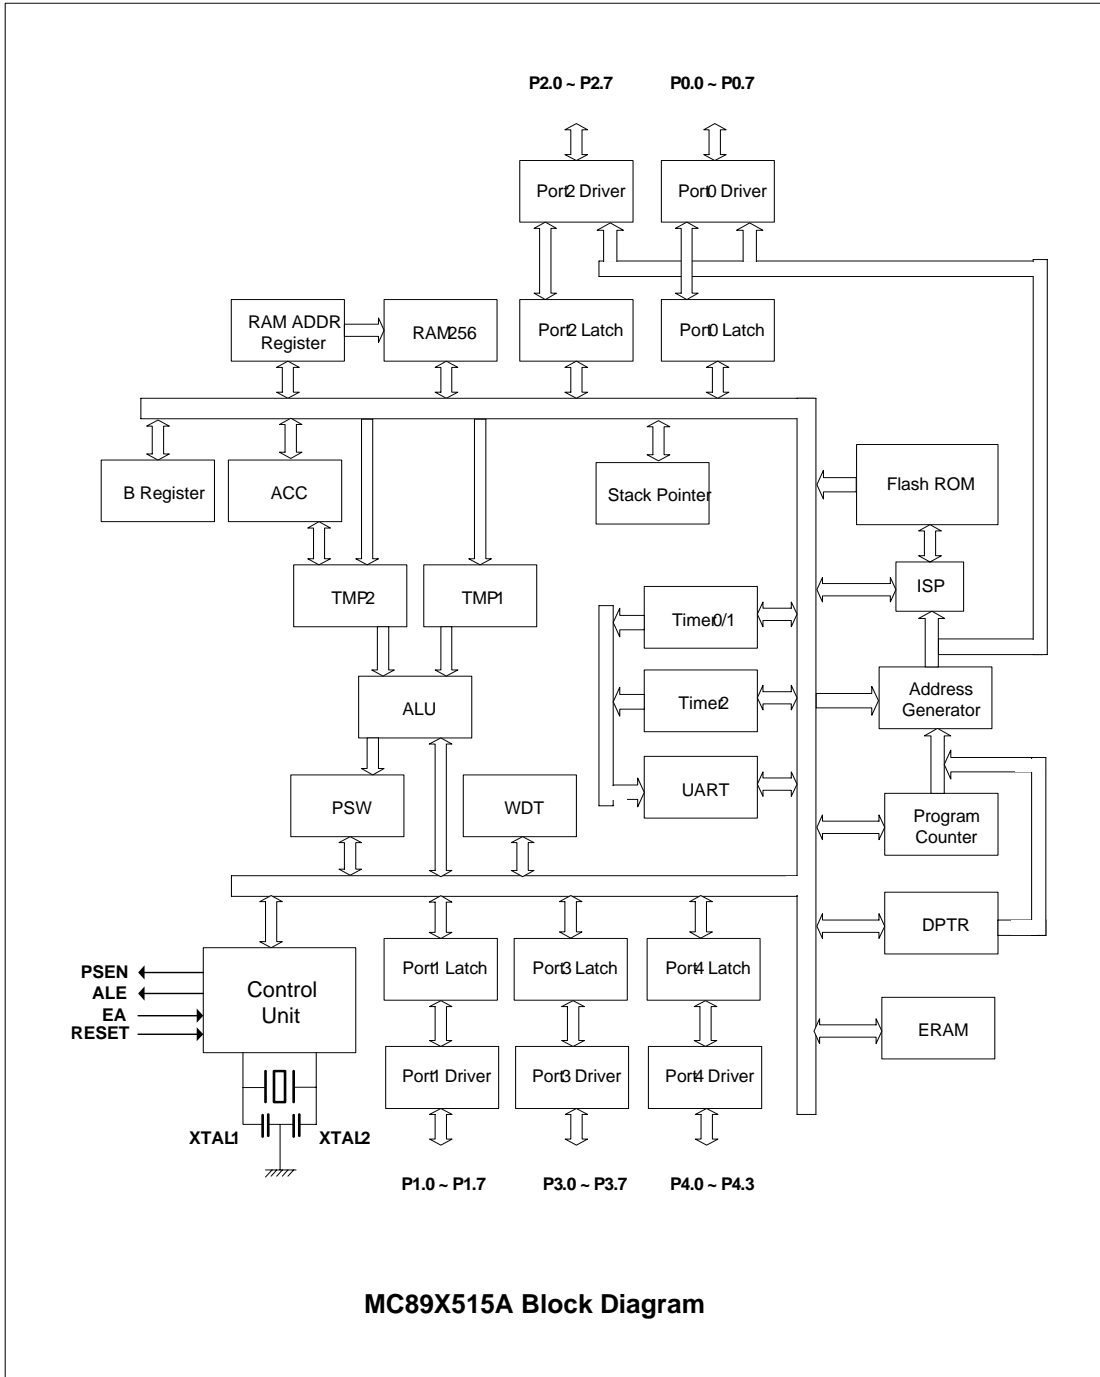 P2.0 ~ P2.7
P0.0 ~ P0.7
Port2 Driver
Port0 Driver
RAM ADDR
Register
RAM256
Port2 Latch
Port0 Latch
B Register
ACC
Stack Pointer
Flash ROM
TMP2
TMP1
Timer0/1
ISP
ALU
Timer2
Address
Generator
PSW
WDT
UART
Program
Counter
DPTR
PSEN
ALE
EA
RESET
Control
Unit
Port1 Latch
Port3 Latch
Port4 Latch
ERAM
Port1 Driver
Port3 Driver
Port4 Driver
XTAL1
XTAL2
P1.0 ~ P1.7
P3.0 ~ P3.7
P4.0 ~ P4.3
MC89X515A Block Diagram